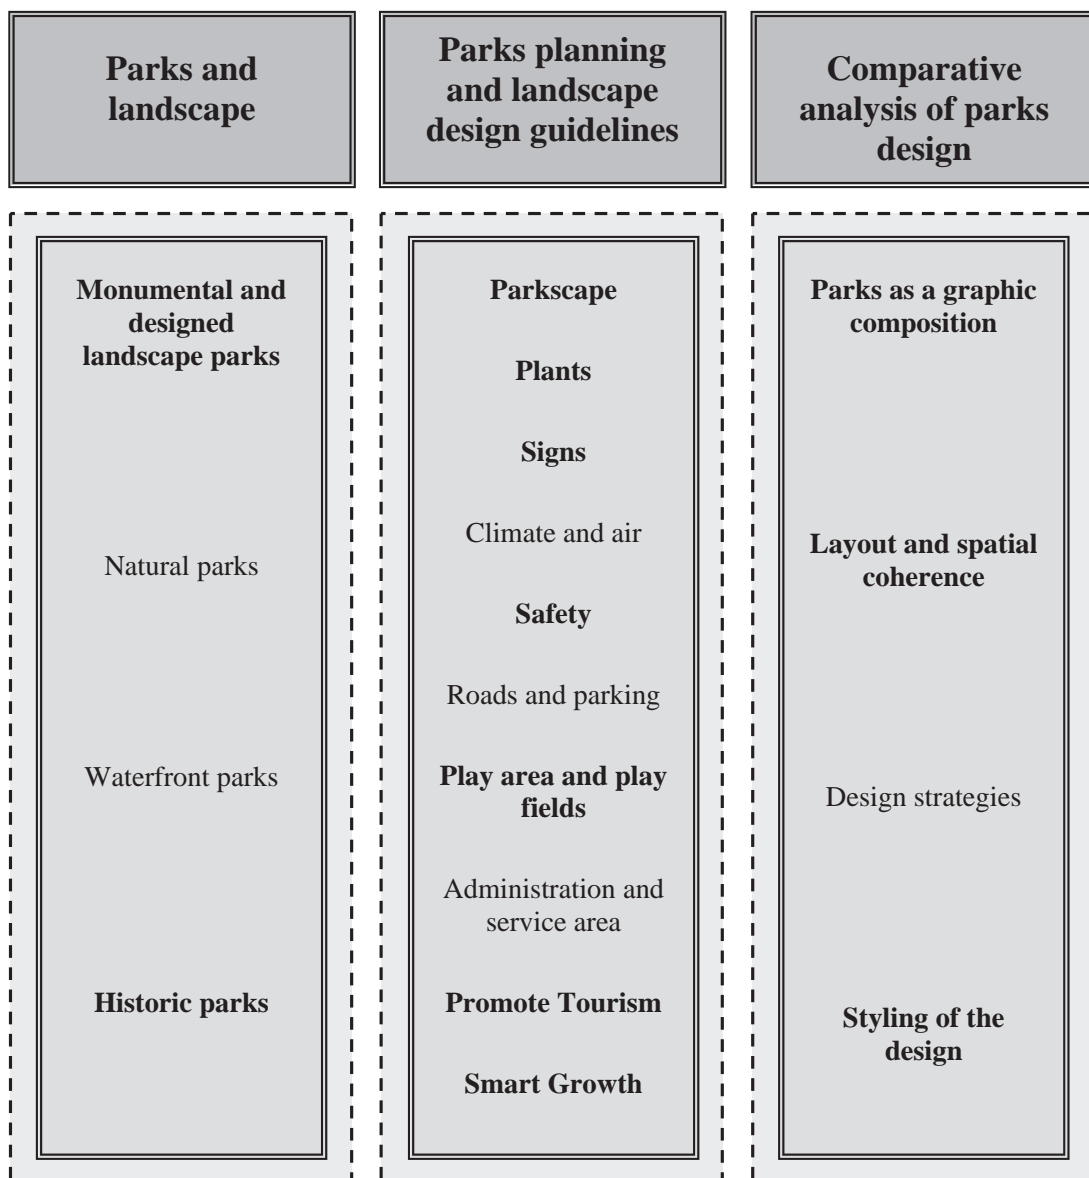 Parks and
landscape
Parks planning
and landscape
design guidelines
Comparative
analysis of parks
design
Monumental and
designed
landscape parks
Natural parks
Waterfront parks
Historic parks
Parkscape
Plants
Signs
Climate and air
Safety
Roads and parking
Play area and play
fields
Administration and
service area
Promote Tourism
Smart Growth
Parks as a graphic
composition
Layout and spatial
coherence
Design strategies
Styling of the
design